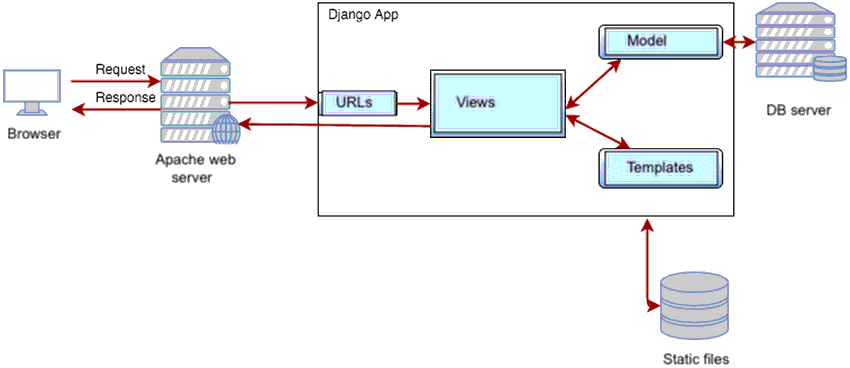 Django App
Model
Request
Response
URLs
Views
Browser
DB server
Apache web
server
Templates
Static files